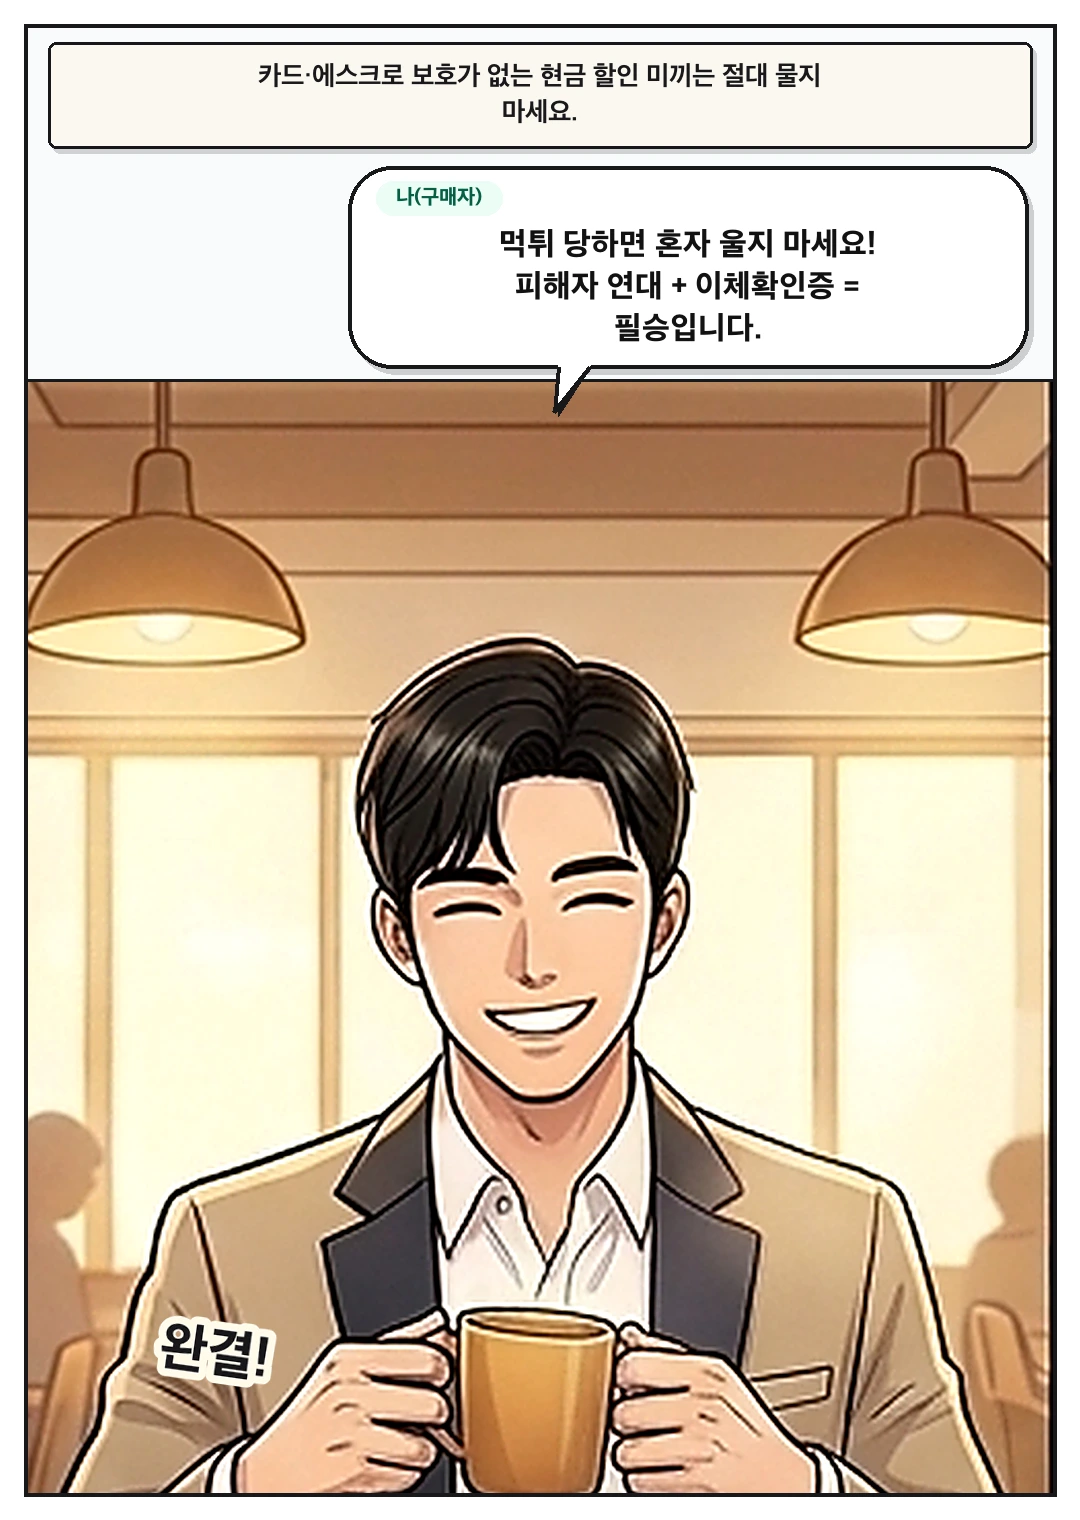 카드·에스크로 보호가 없는 현금 할인 미끼는 절대 물지
마세요.
나(구매자)
먹튀 당하면 혼자 울지 마세요!
피해자 연대 + 이체확인증 =
필승입니다.
완결!